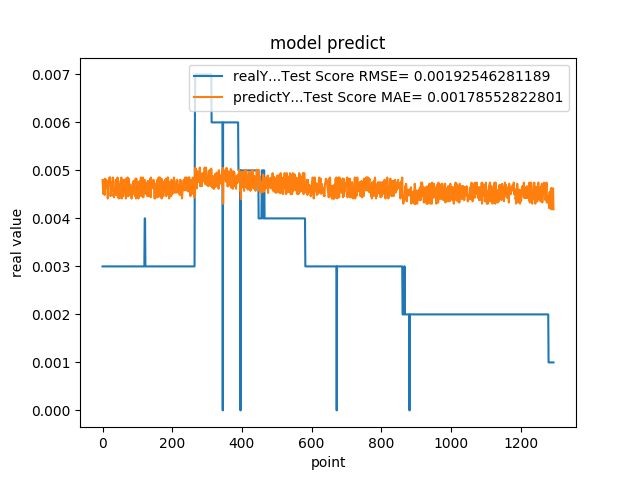 model predict
realY...Test Score RMSE= 0.00192546281189
predictY...Test Score MAE= 0.00178552822801
real value
0.007
0.006
0.005
0.004
0.003
0.002
0.001
0.000
0 200 400 600 800 1000 1200
point